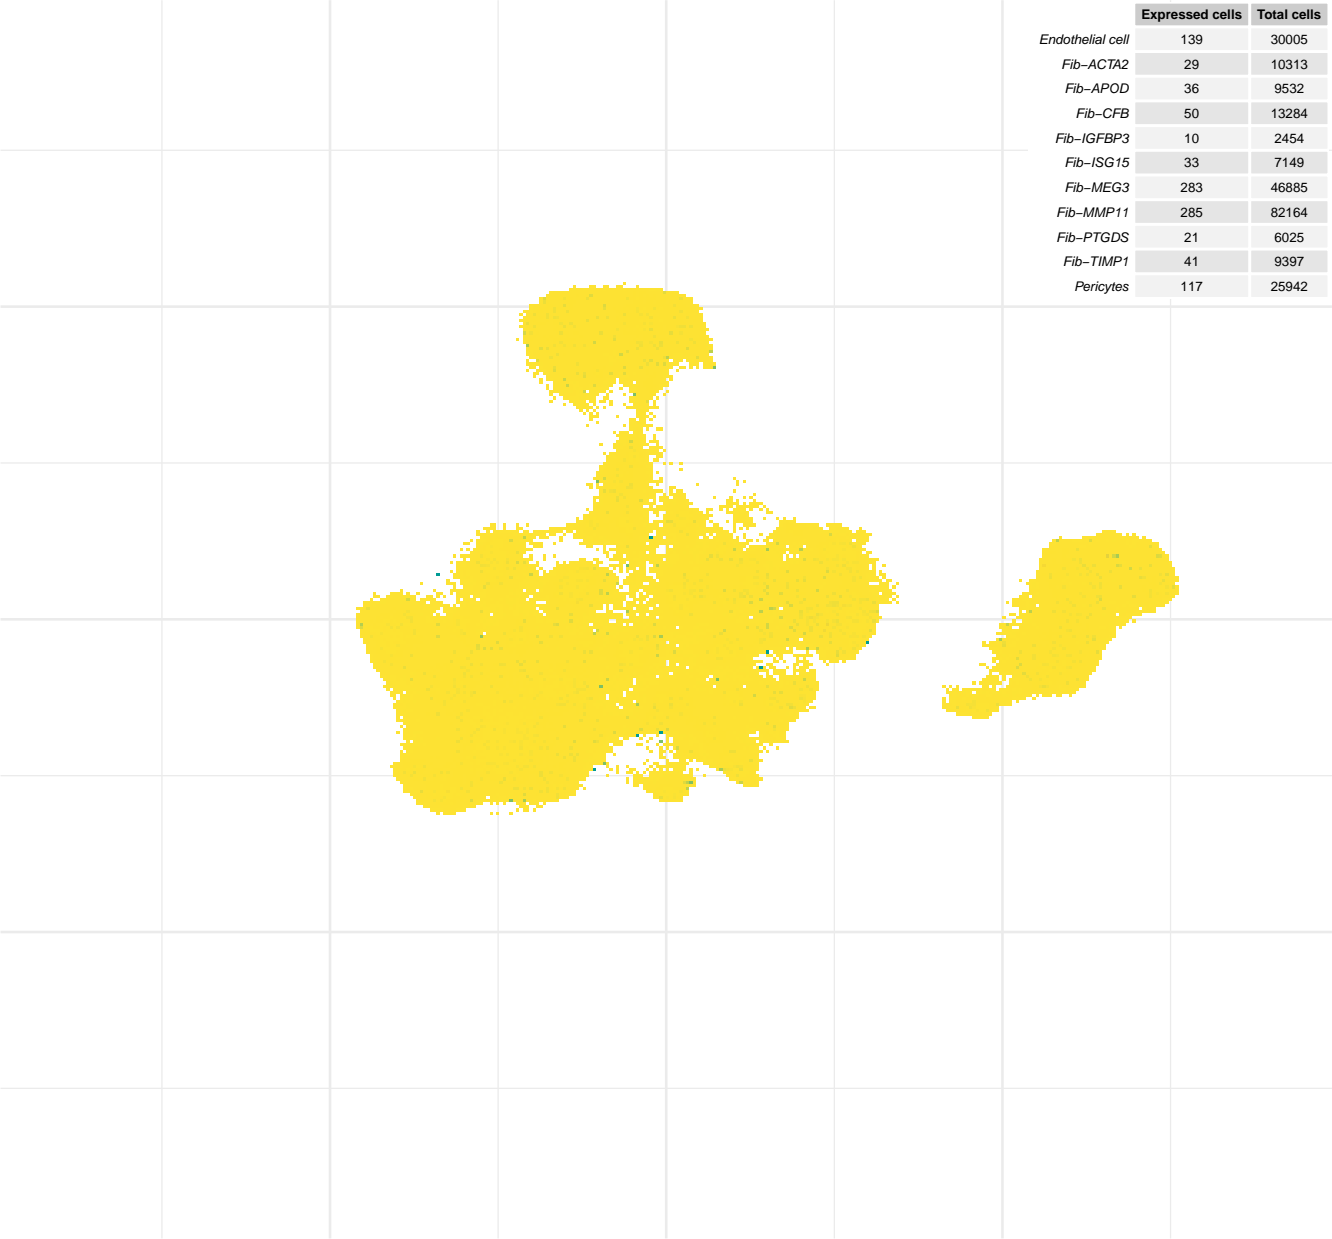 Expressed cells Total cells
Endothelial cell 139 30005
Fib−ACTA2 29 10313
Fib−APOD 36 9532
Fib−CFB 50 13284
Fib−IGFBP3 10 2454
Fib−ISG15 33 7149
Fib−MEG3 283 46885
Fib−MMP11 285 82164
Fib−PTGDS 21 6025
Fib−TIMP1 41 9397
Pericytes 117 25942